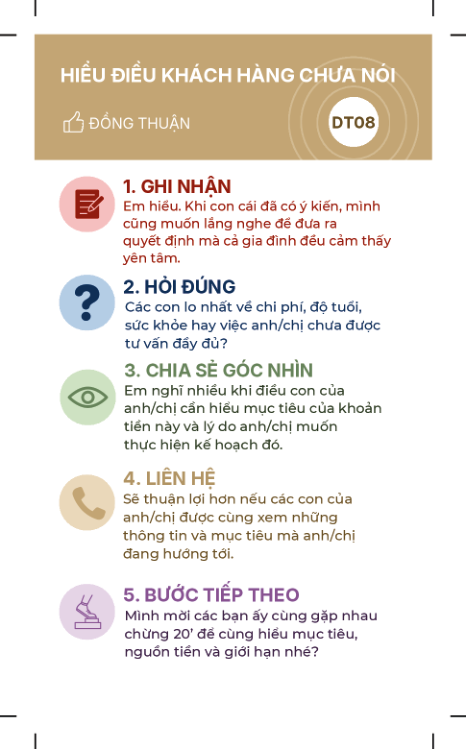 HIỂU ĐIỀU KHÁCH HÀNG CHƯA NÓI
ĐỒNG THUẬN
DT08
1. GHI NHẬN
Em hiểu. Khi con cái đã có ý kiến, mình
cũng muốn lắng nghe để đưa ra
quyết định mà cả gia đình đều cảm thấy
yên tâm.
2. HỎI ĐÚNG
Các con lo nhất về chi phí, độ tuổi,
sức khỏe hay việc anh/chị chưa được
tư vấn đầy đủ?
3. CHIA SẺ GÓC NHÌN
Em nghĩ nhiều khi điều con của
anh/chị cần hiểu mục tiêu của khoản
tiền này và lý do anh/chị muốn
thực hiện kế hoạch đó.
4. LIÊN HỆ
Sẽ thuận lợi hơn nếu các con của
anh/chị được cùng xem những
thông tin và mục tiêu mà anh/chị
đang hướng tới.
5. BƯỚC TIẾP THEO
Mình mời các bạn ấy cùng gặp nhau
chừng 20' để cùng hiểu mục tiêu,
nguồn tiền và giới hạn nhé?